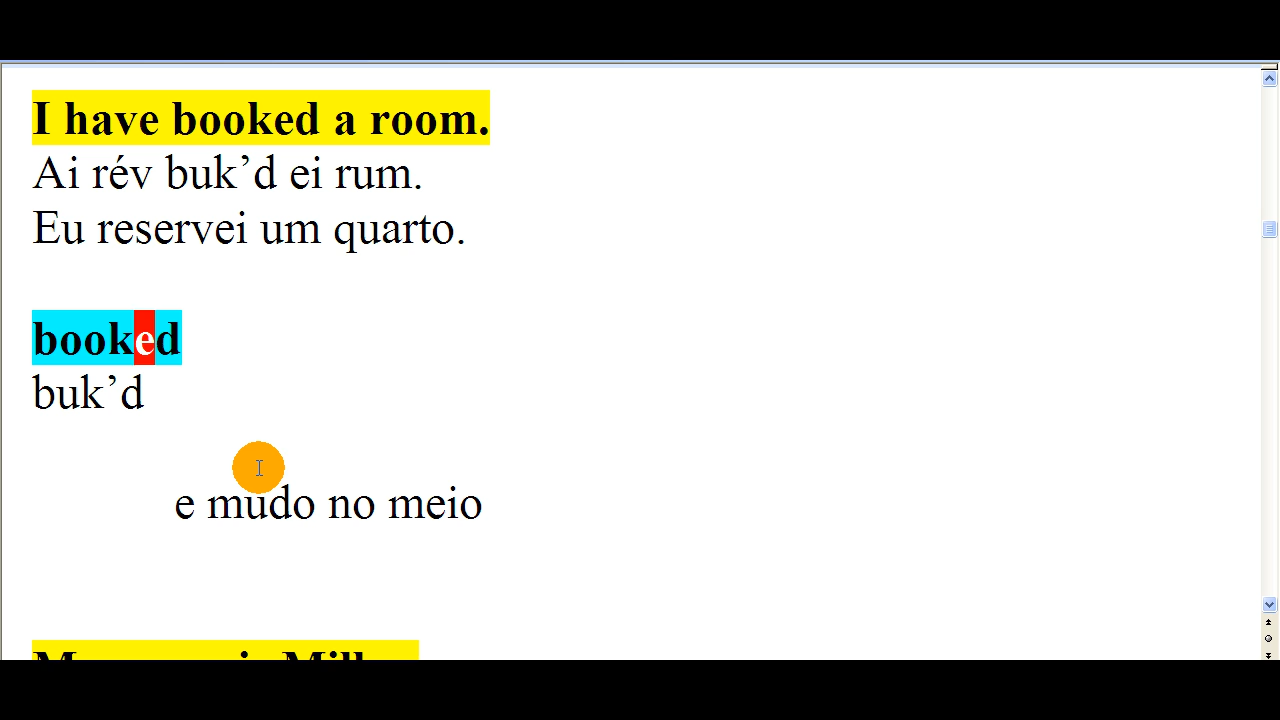 I have booked a room.
Ai rév buk’d ei rum.
Eu reservei um quarto.
booked
buk’d
e mudo no meio